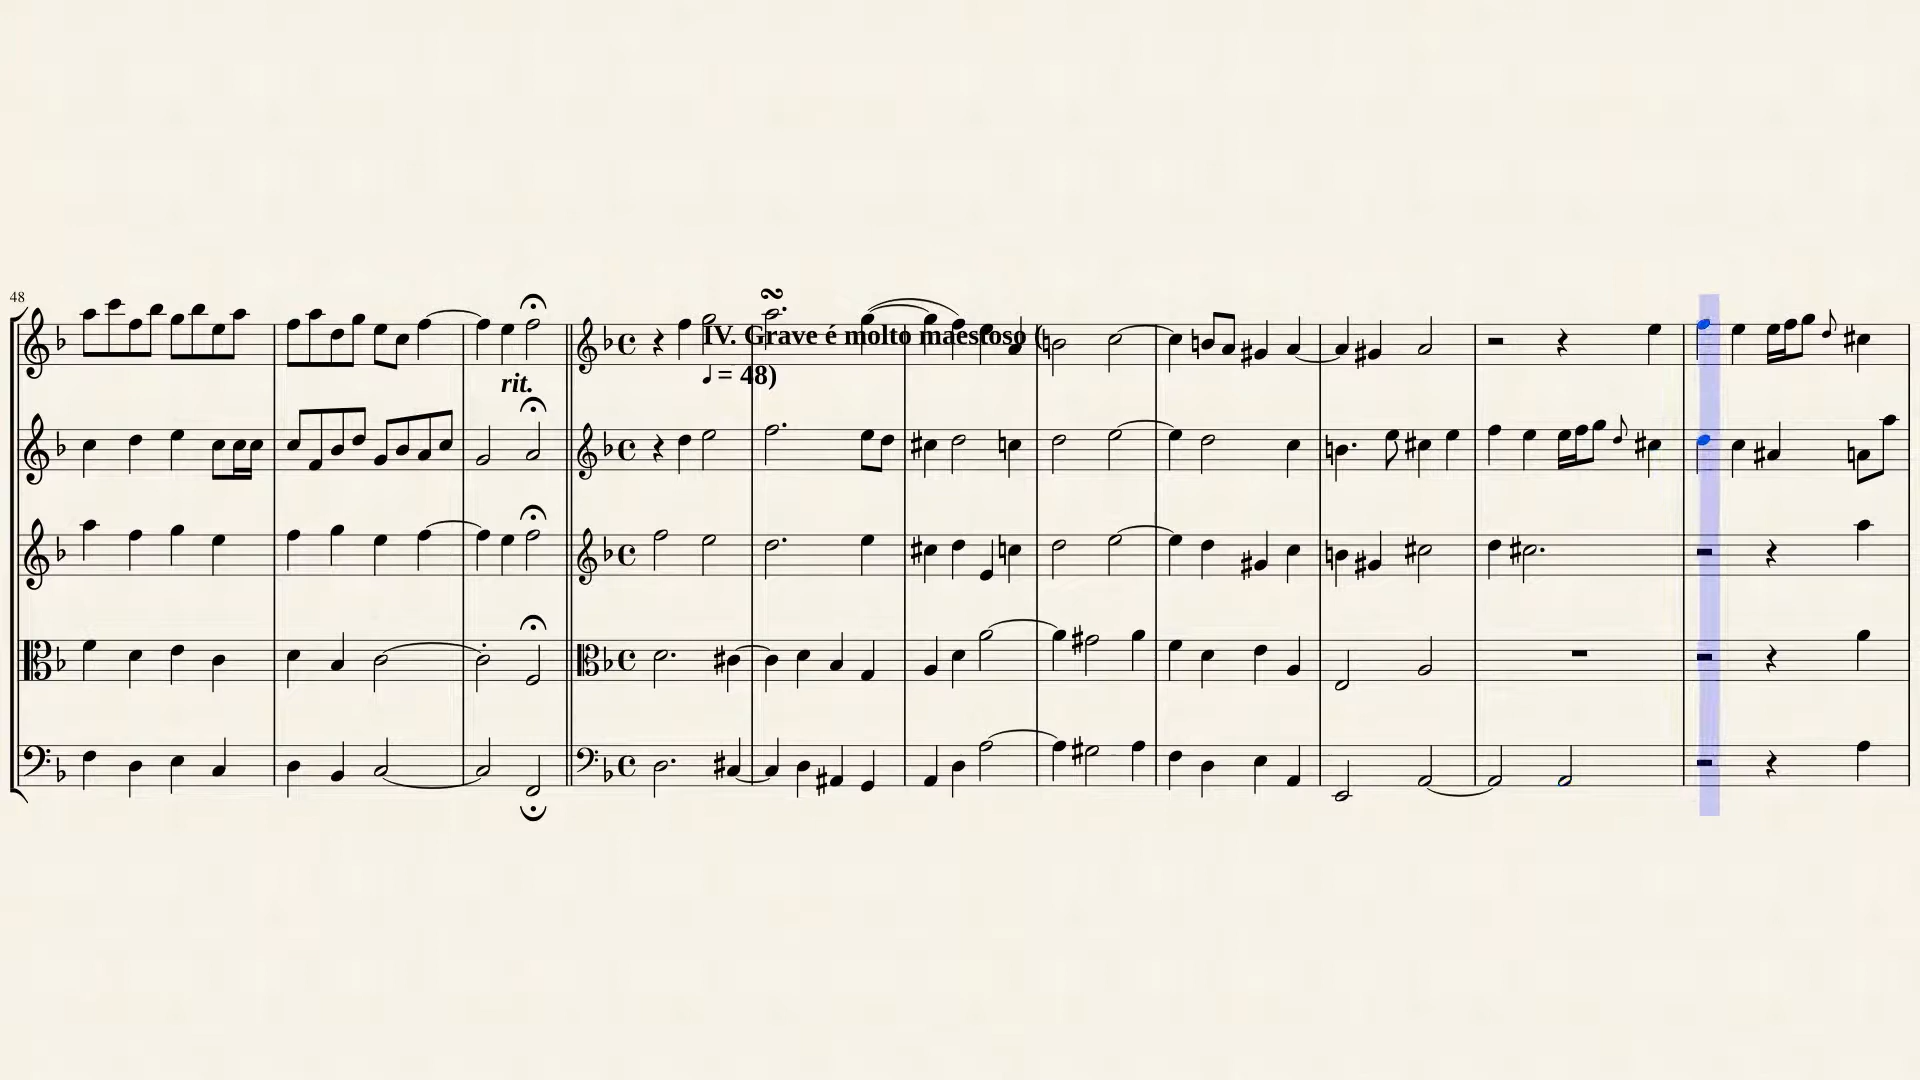 48
rit.
IV. Grave é molto maestoso (
♩ = 48)